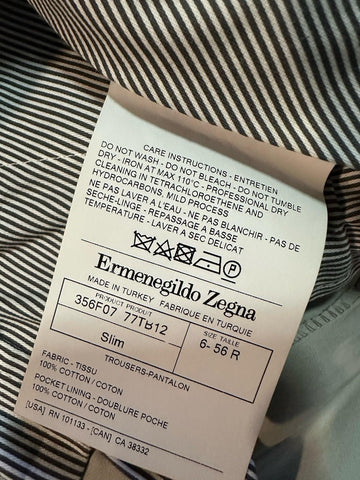 CARE INSTRUCTIONS - ENTRETIEN
DO NOT WASH - DO NOT BLEACH - DO NOT TUMBLE
DRY - IRON AT MAX 110°C - PROFESSIONAL DRY
CLEANING IN TETRACHLOROETHENE AND
HYDROCARBONS, MILD PROCESS
NE PAS LAVER A L'EAU - NE PAS BLANCHIR - PAS DE
SECHE-LINGE - REPASSAGE A BASSE
TEMPERATURE - LAVER A SEC DELICAT
P
Ermenegildo Zegna
MADE IN TURKEY FABRIQUE EN TURQUIE
PRODUCT PRODUIT
356F07 77TB12
SIZE TAILLE
6- 56 R
Slim
TROUSERS-PANTALON
FABRIC - TISSU
100% COTTON / COTON
POCKET LINING - DOUBLURE POCHE
100% COTTON / COTON
[USA] RN 101133 - [CAN] CA 38332